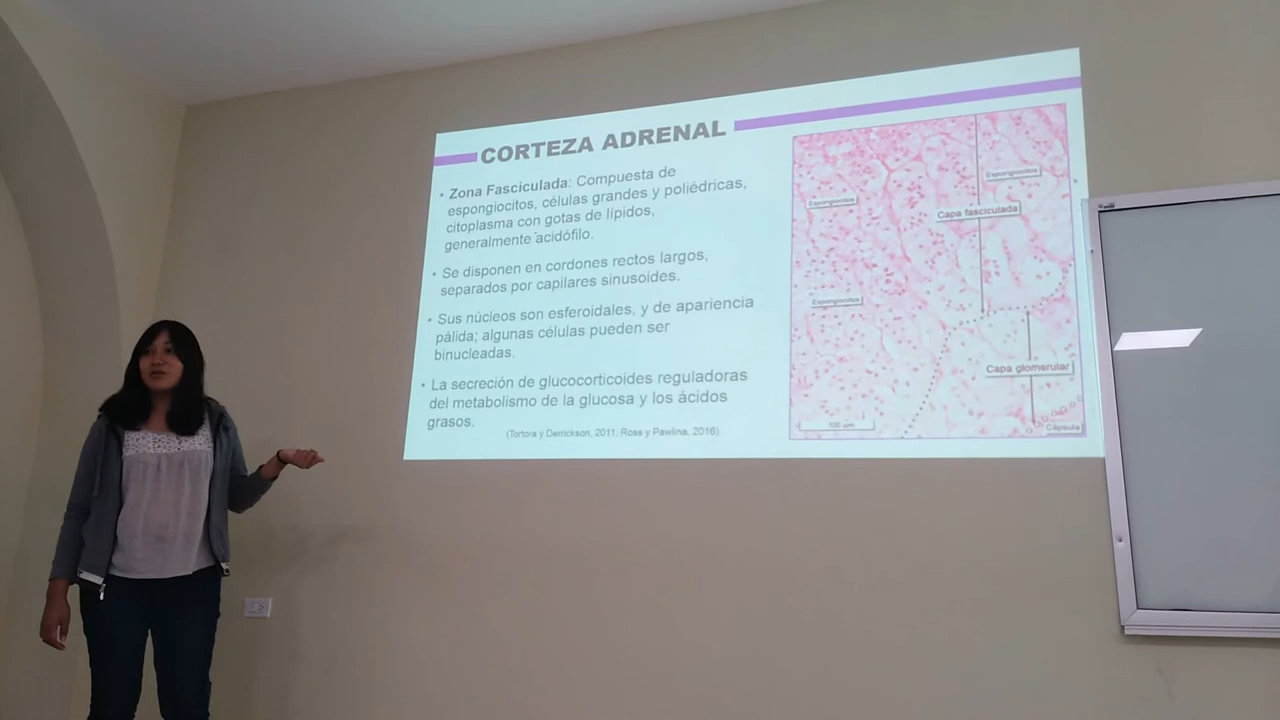 CORTEZA ADRENAL
• Zona Fasciculada: Compuesta de
espongiocitos, células grandes y poliédricas,
citoplasma con gotas de lípidos,
generalmente acidófilo.
• Se disponen en cordones rectos largos,
separados por capilares sinusoides.
• Sus núcleos son esferoidales, y de apariencia
pálida; algunas células pueden ser
binucleadas.
• La secreción de glucocorticoides reguladoras
del metabolismo de la glucosa y los ácidos
grasos.
(Tortora y Derrickson, 2011; Ross y Pawlina, 2016).
Espongiocitos
Espongiocitos
Capa fasciculada
Espongiocitos
Capa glomerular
100 µm
Cápsula